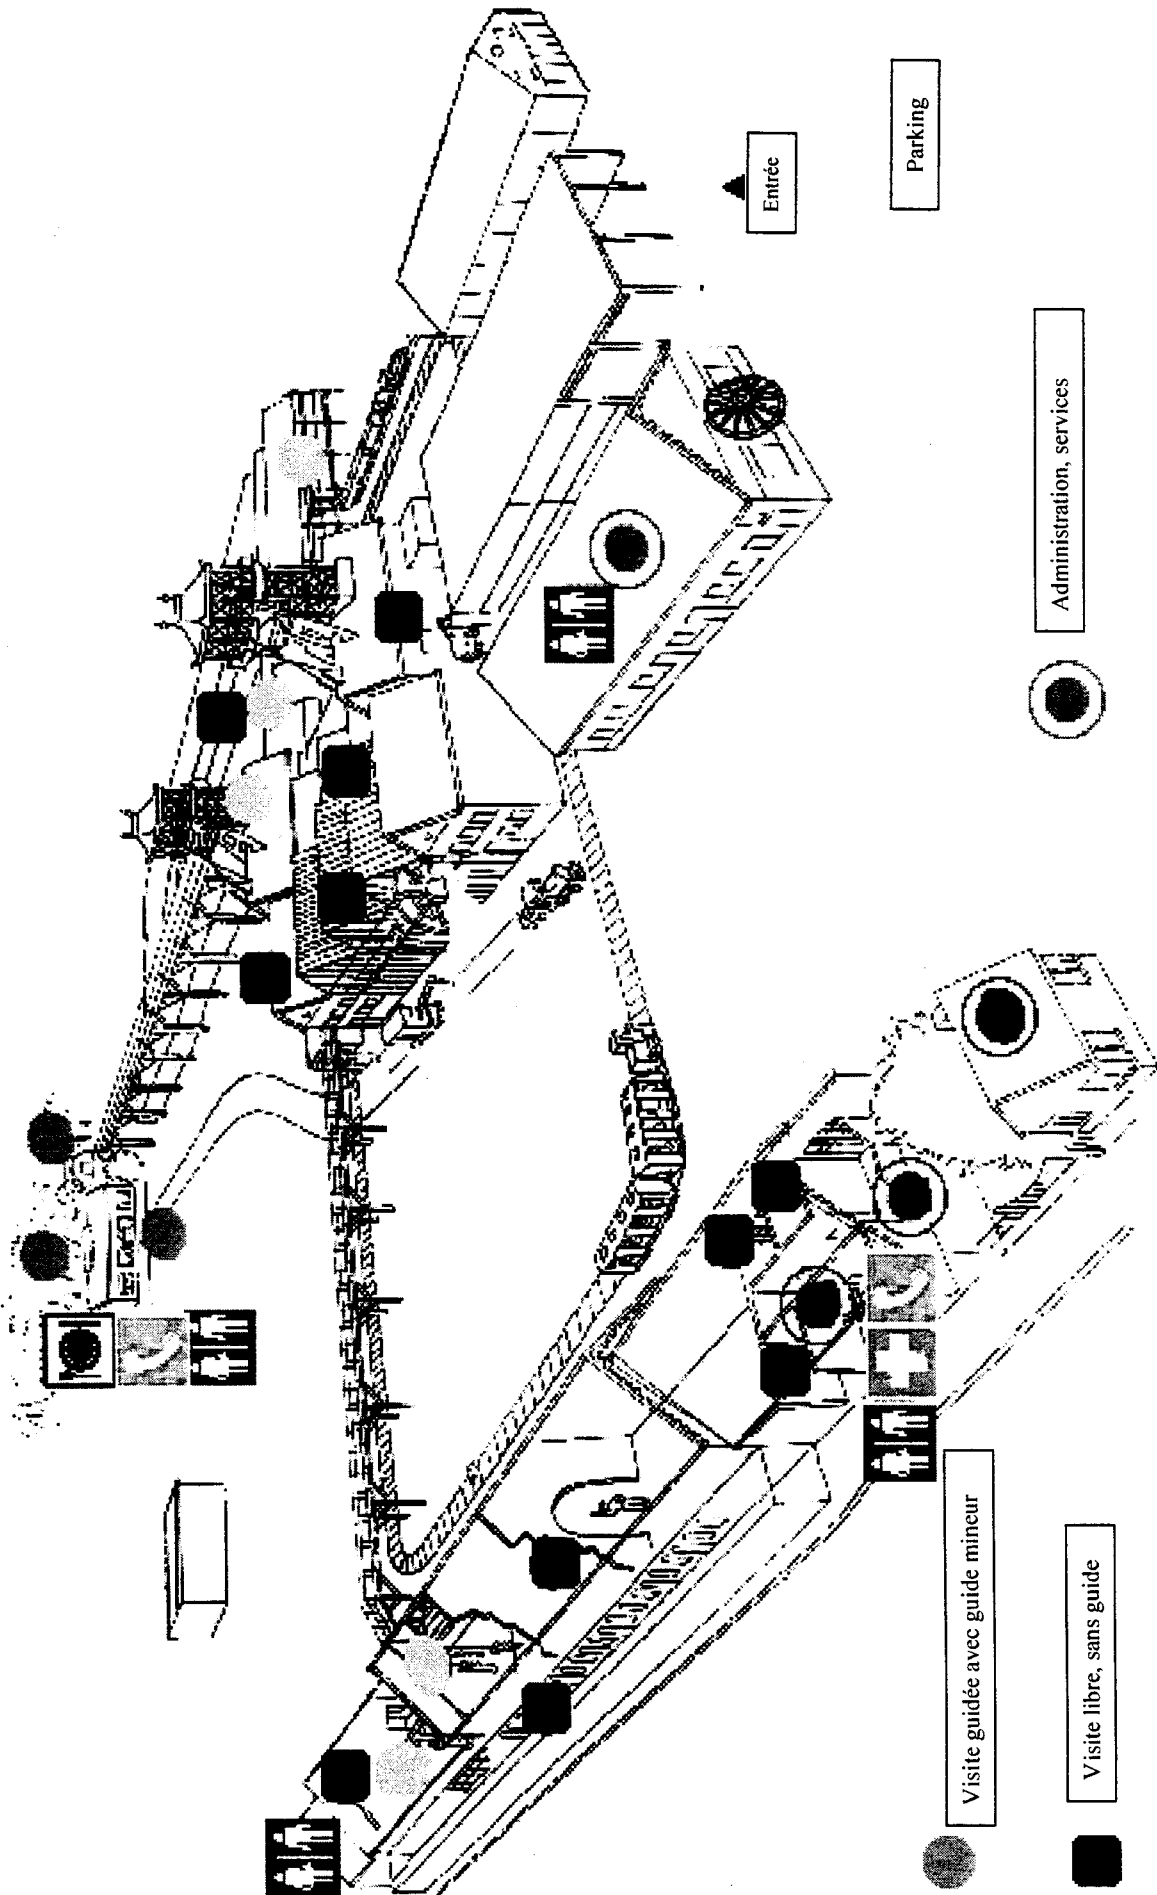 Entrée
Parking
Administration, services
Visite guidée avec guide mineur
Visite libre, sans guide